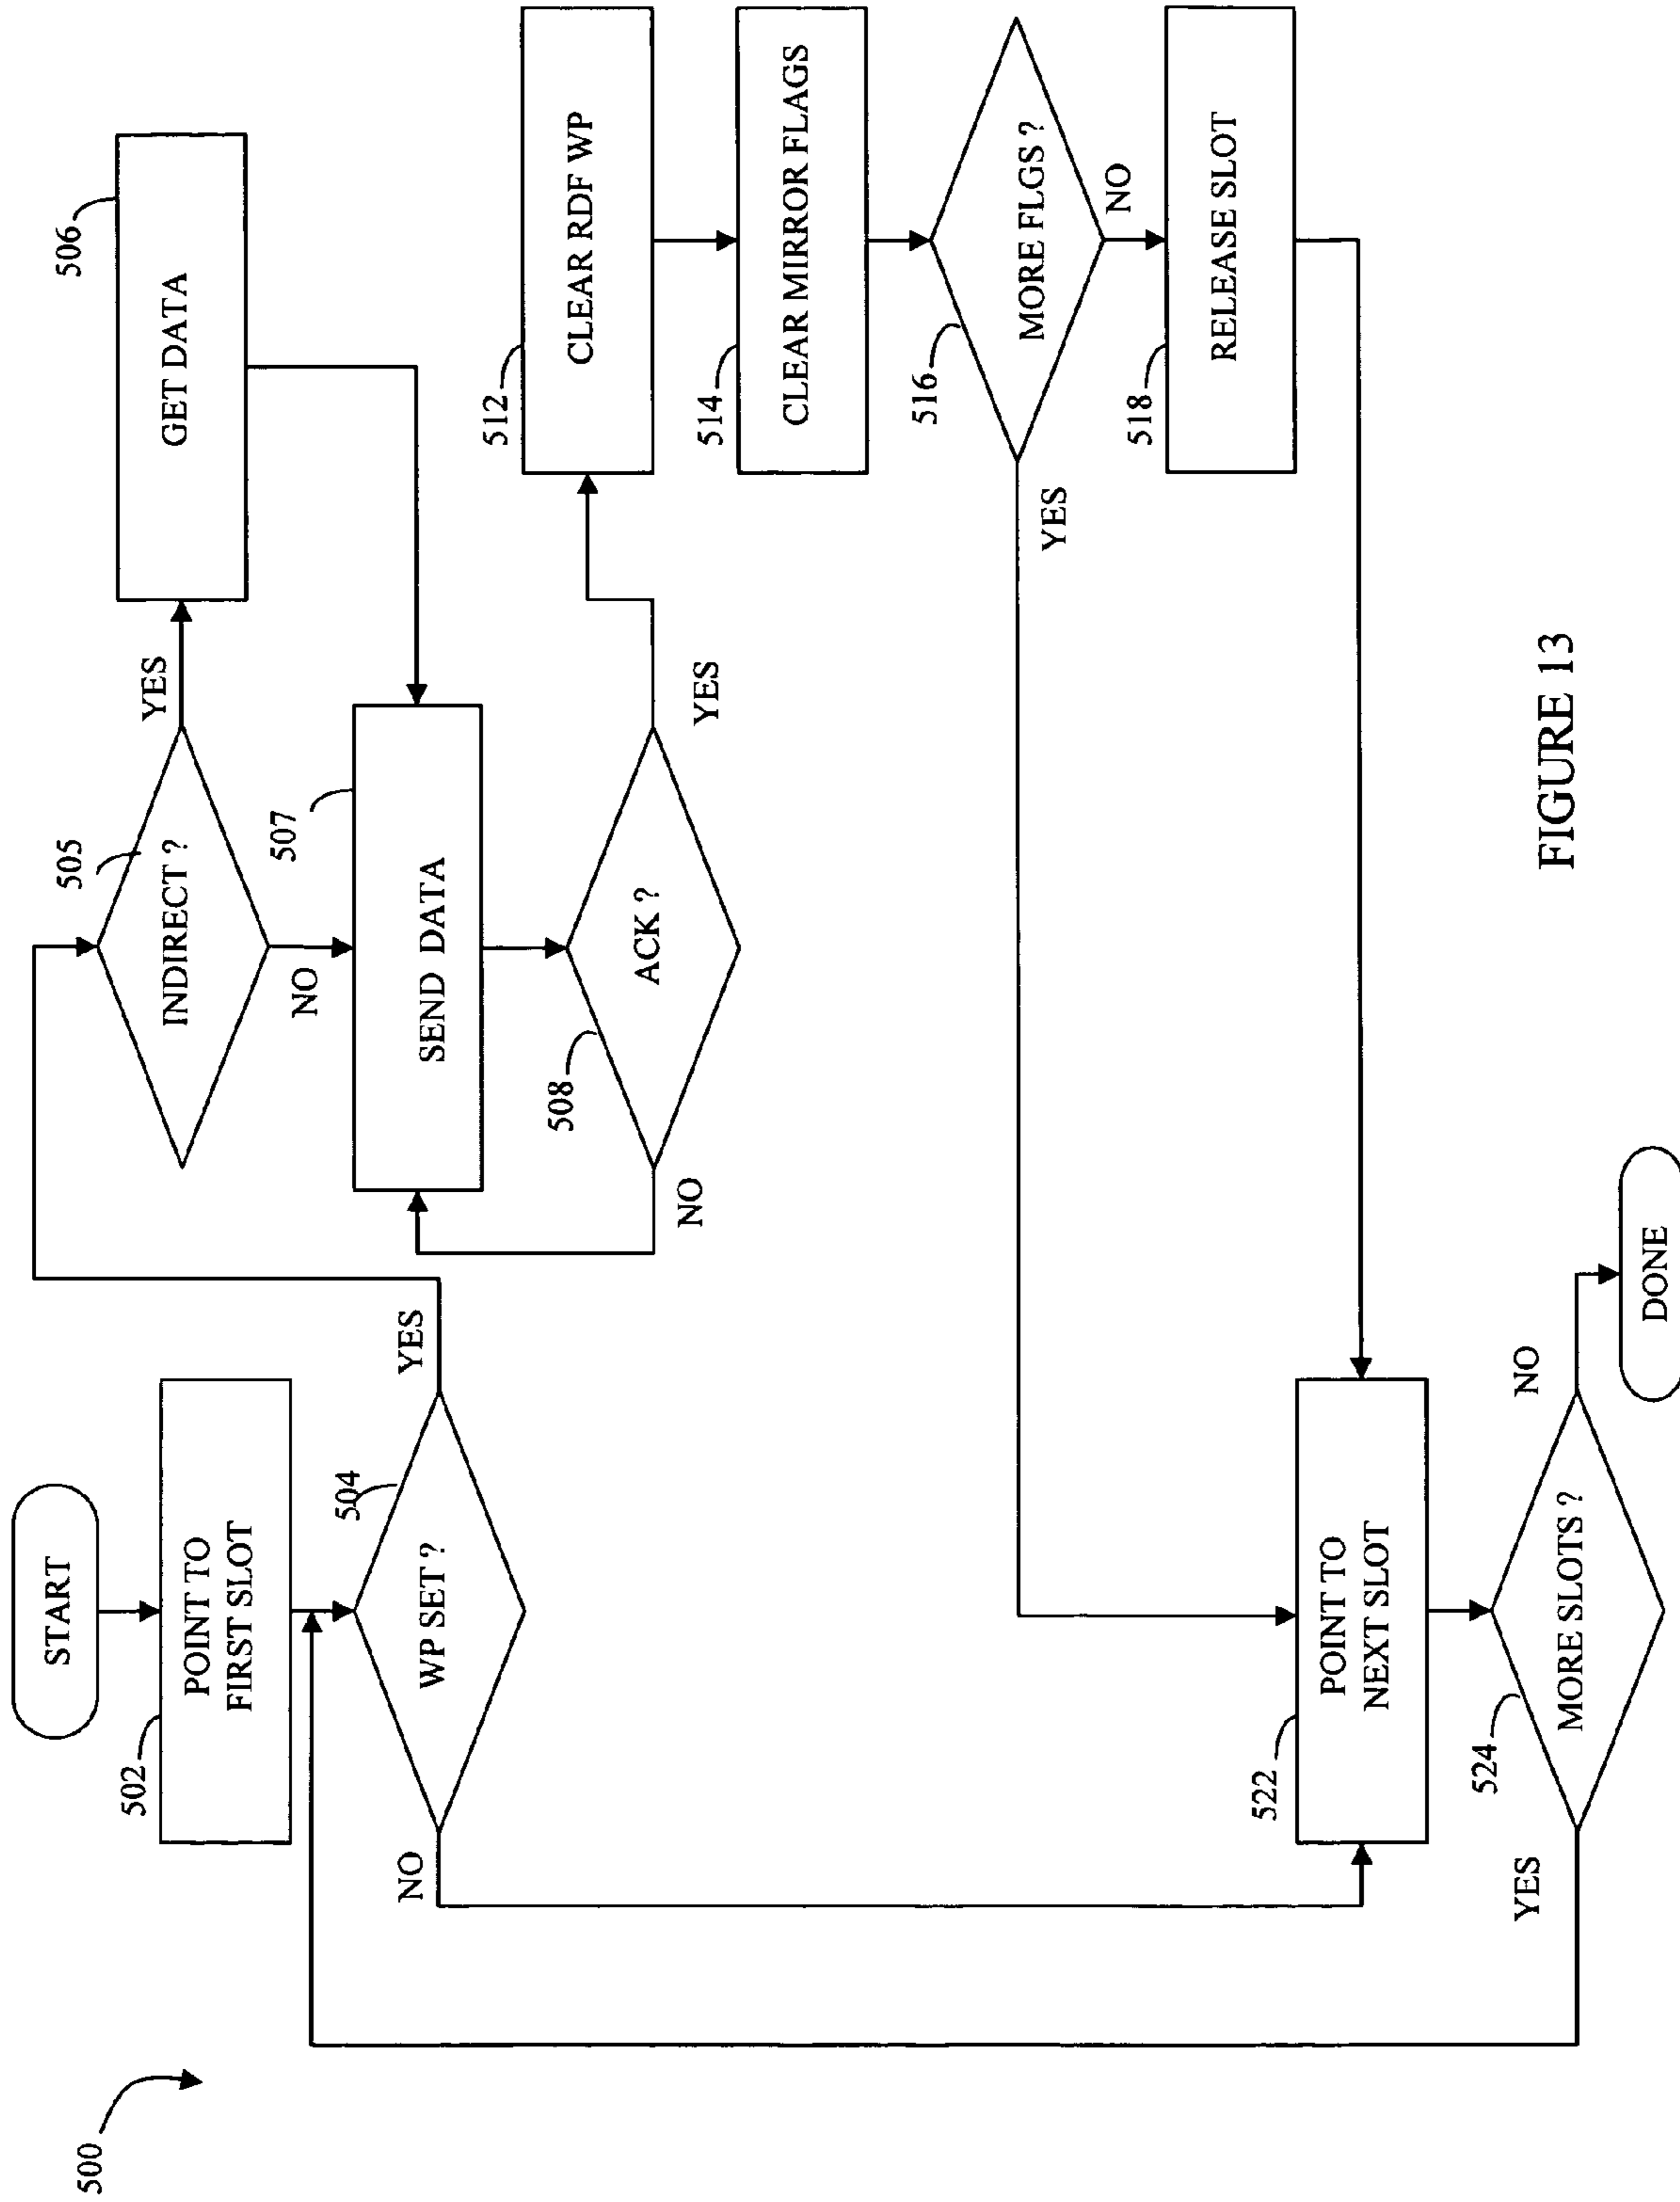 500
START
502
POINT TO
FIRST SLOT
504
WP SET ?
YES
NO
505
INDIRECT ?
YES
NO
506
GET DATA
507
SEND DATA
508
ACK ?
NO
YES
512
CLEAR RDF WP
514
CLEAR MIRROR FLAGS
516
MORE FLGS ?
YES
NO
518
RELEASE SLOT
522
POINT TO
NEXT SLOT
524
MORE SLOTS ?
YES
NO
DONE
FIGURE 13